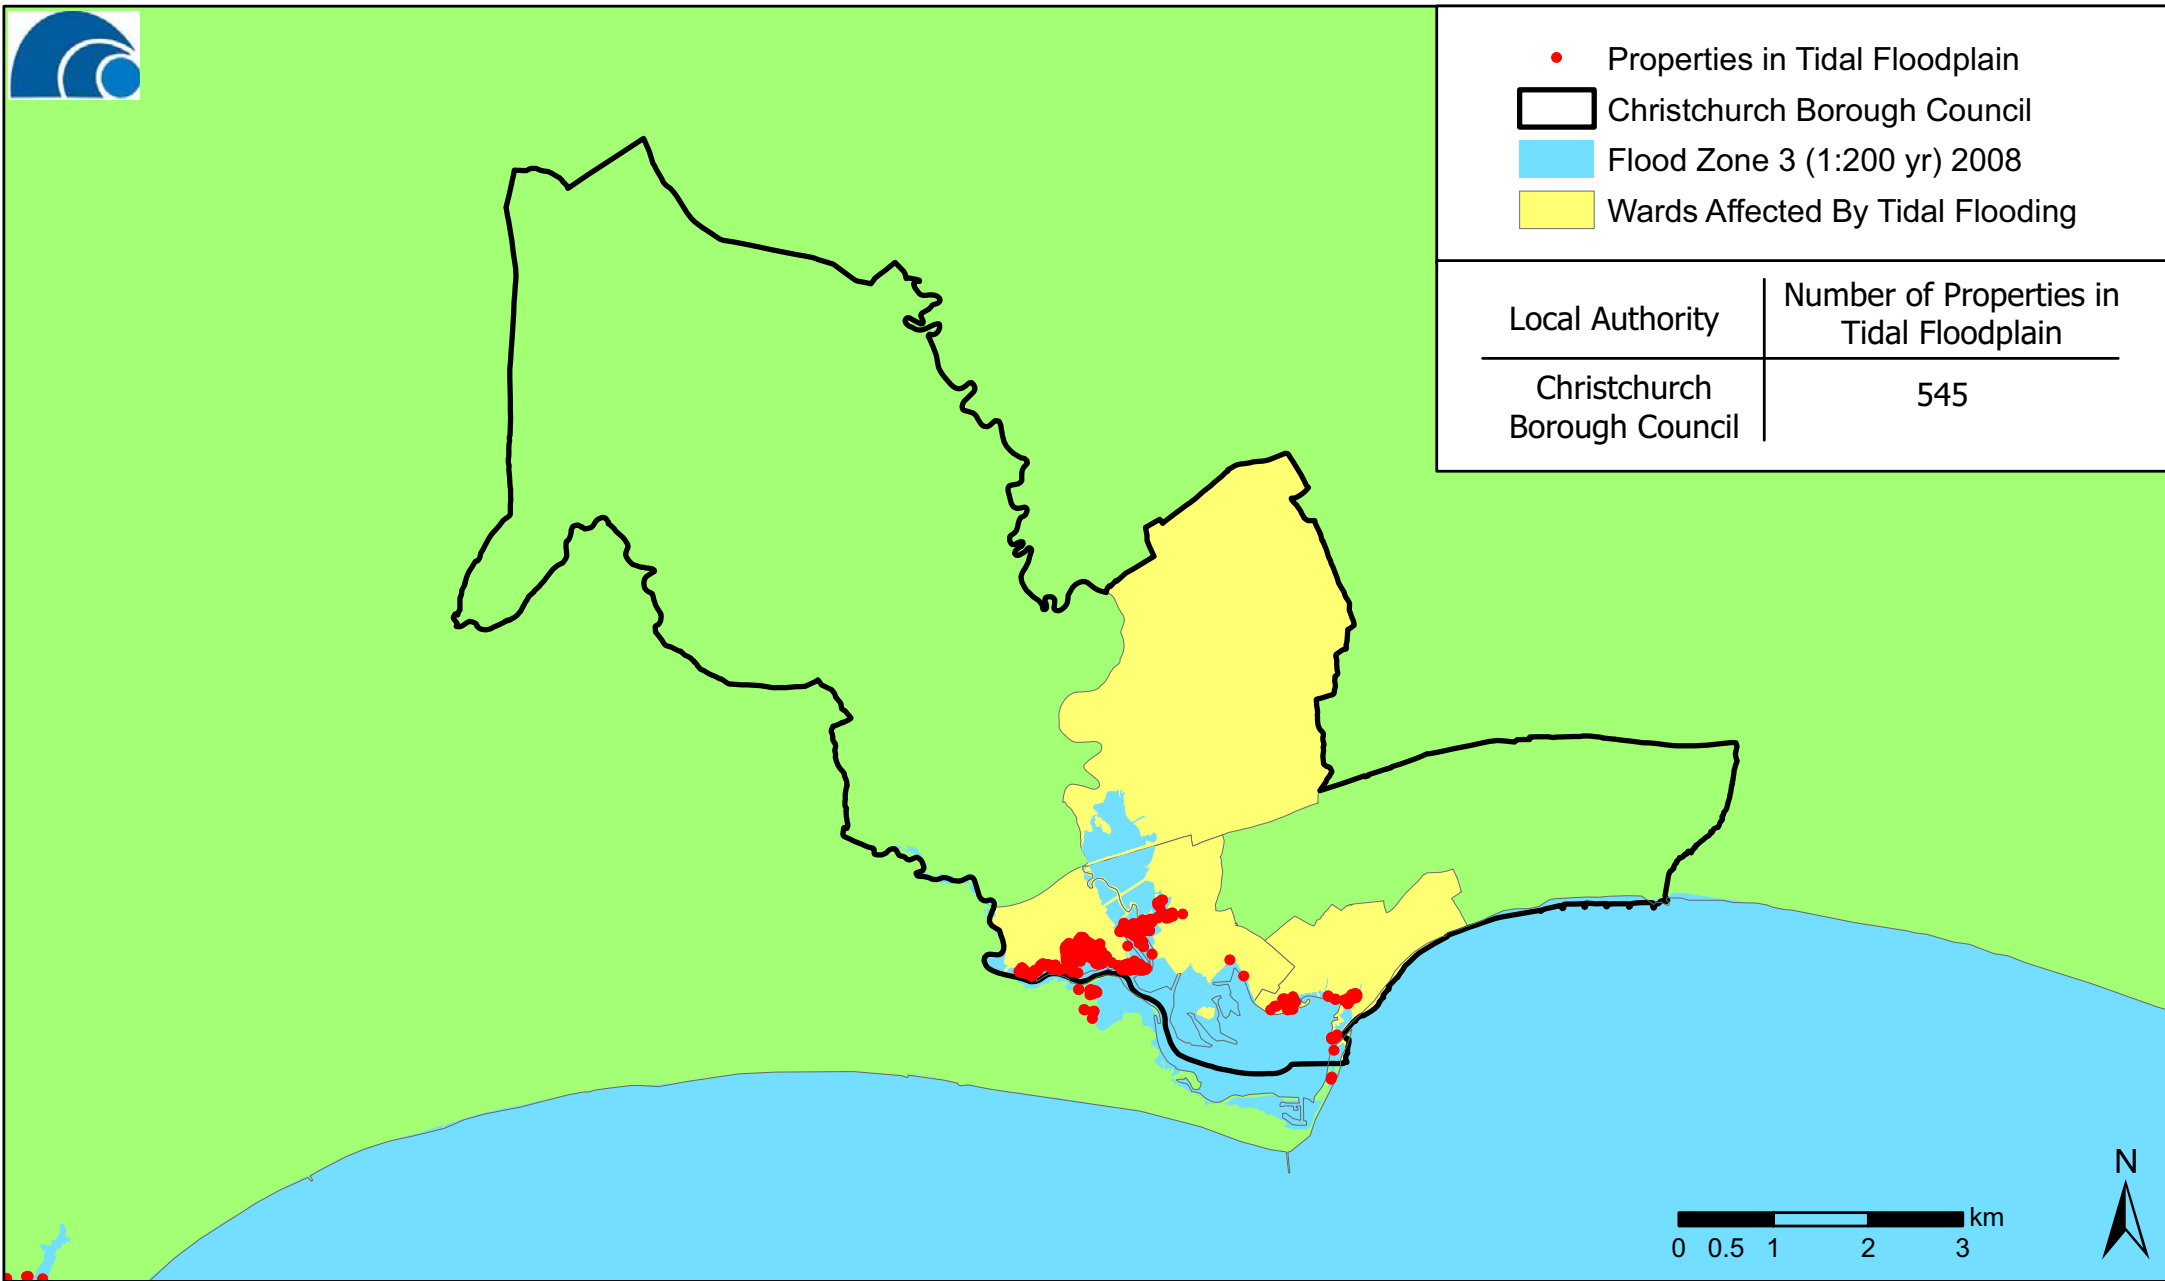 Properties in Tidal Floodplain
Christchurch Borough Council
Flood Zone 3 (1:200 yr) 2008
Wards Affected By Tidal Flooding
Local Authority
Number of Properties in
Tidal Floodplain
Christchurch
Borough Council
545
N
km
0 0.5 1 2 3